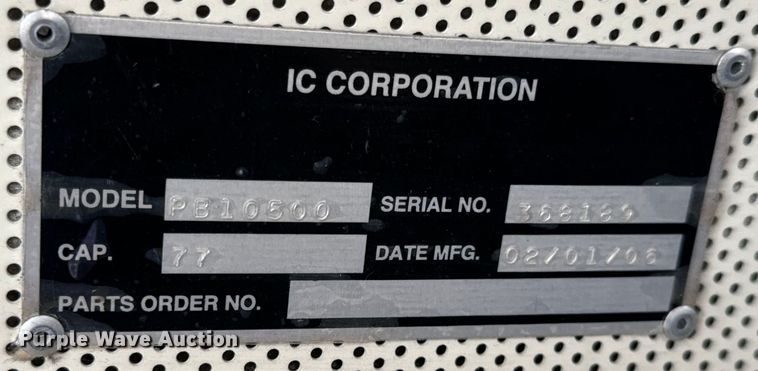 IC CORPORATION
MODEL PB10500 SERIAL NO. 368189
CAP. 77 DATE MFG. 02/01/06
PARTS ORDER NO.
Purple Wave Auction